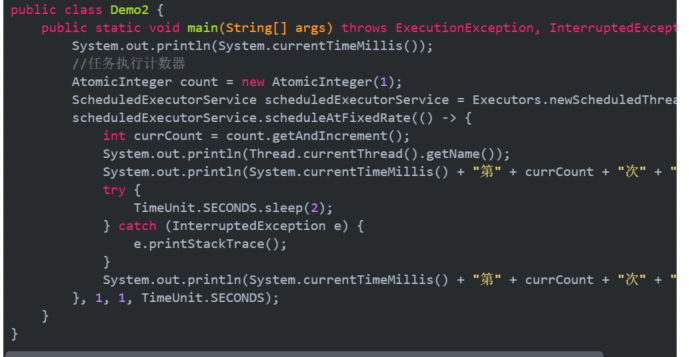 public class Demo2 {
    public static void main(String[] args) throws ExecutionException, InterruptedExcept
        System.out.println(System.currentTimeMillis());
        //任务执行计数器
        AtomicInteger count = new AtomicInteger(1);
        ScheduledExecutorService scheduledExecutorService = Executors.newScheduledThrea
        scheduledExecutorService.scheduleAtFixedRate(() -> {
            int currCount = count.getAndIncrement();
            System.out.println(Thread.currentThread().getName());
            System.out.println(System.currentTimeMillis() + "第" + currCount + "次" + "
            try {
                TimeUnit.SECONDS.sleep(2);
            } catch (InterruptedException e) {
                e.printStackTrace();
            }
            System.out.println(System.currentTimeMillis() + "第" + currCount + "次" + "
        }, 1, 1, TimeUnit.SECONDS);
    }
}